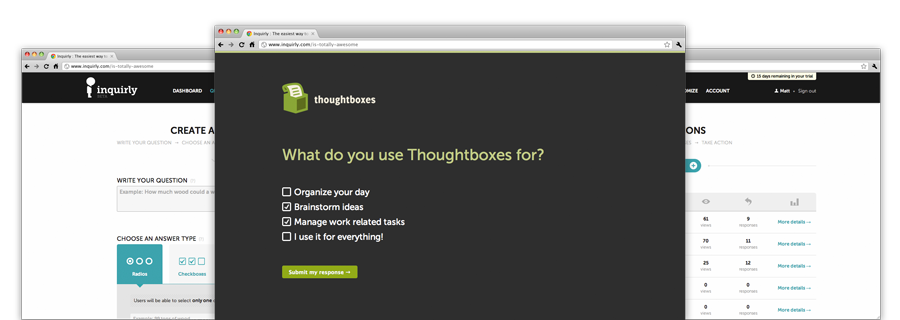 Inquirly : The easiest way to
www.inquirly.com/is-totally-awesome
thoughtboxes
What do you use Thoughtboxes for?
Organize your day
Brainstorm ideas
Manage work related tasks
I use it for everything!
Submit my response →
Inquirly : The easiest way to
www.inquirly.com/is-totally-awesome
inquirly
BETA
DASHBOARD
CREATE A
WRITE YOUR QUESTION → CHOOSE AN
WRITE YOUR QUESTION
Example: How much wood could a w
CHOOSE AN ANSWER TYPE
Radios
Checkboxes
Users will be able to select only one
15 days remaining in your trial
OMIZE ACCOUNT
Matt • Sign out
ONS
→ TAKE ACTION
61 views 9 responses More details →
70 views 11 responses More details →
25 views 12 responses More details →
0 views 0 responses More details →
0 views 0 responses More details →